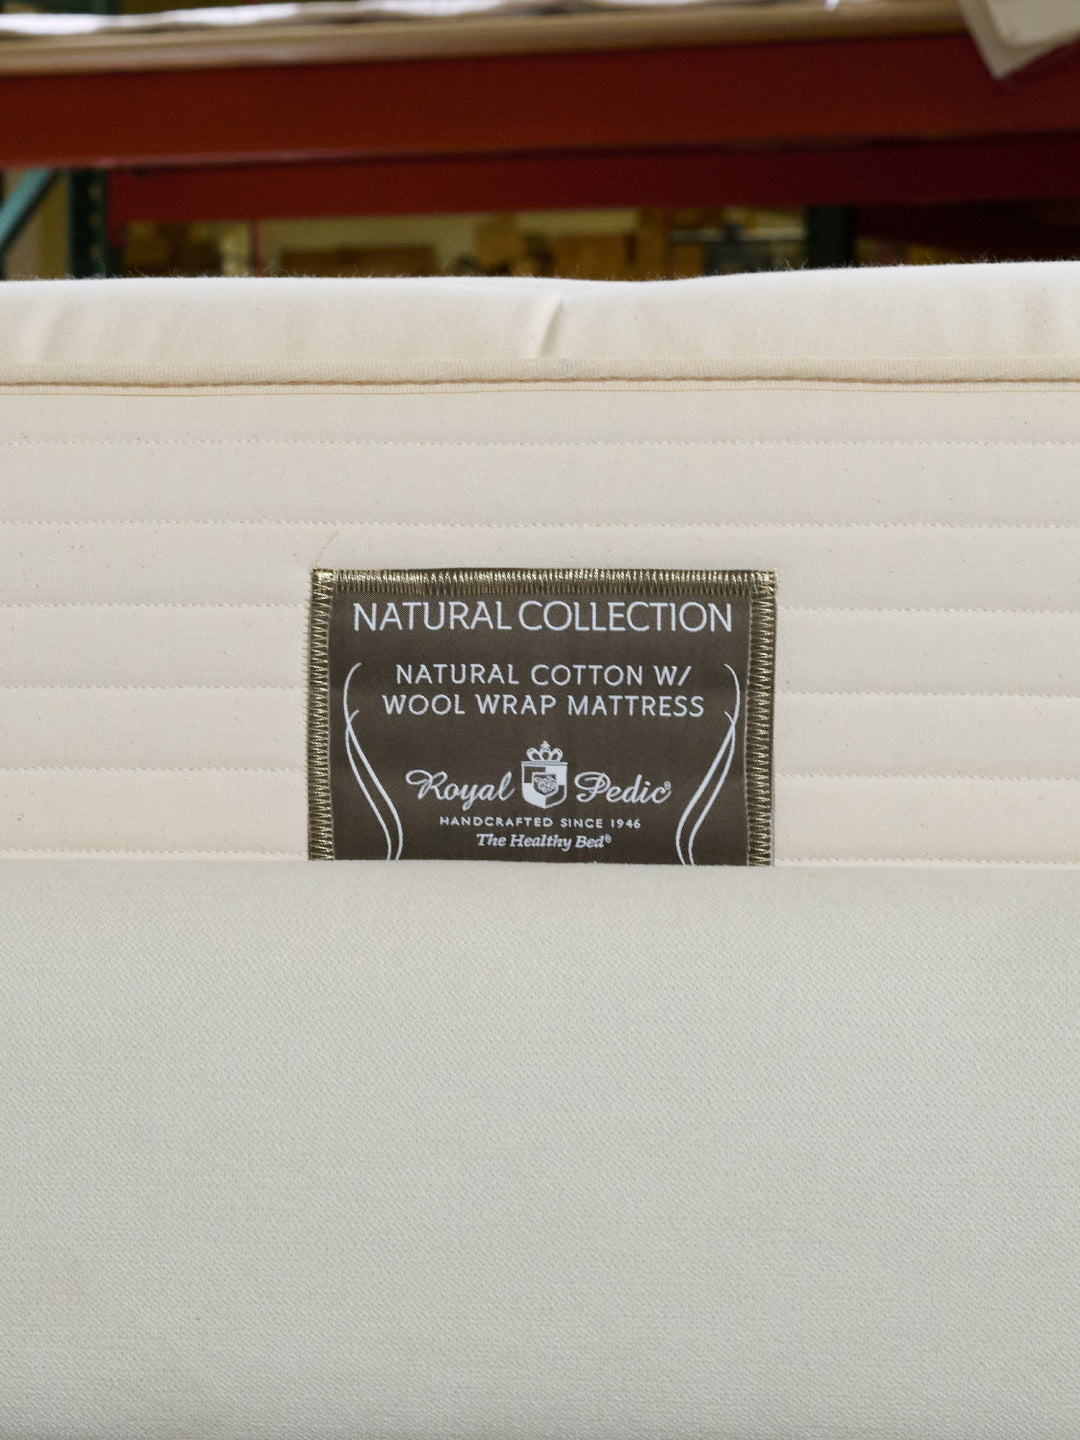 NATURAL COLLECTION
NATURAL COTTON W/
WOOL WRAP MATTRESS
Royal Pedic®
HANDCRAFTED SINCE 1946
The Healthy Bed®